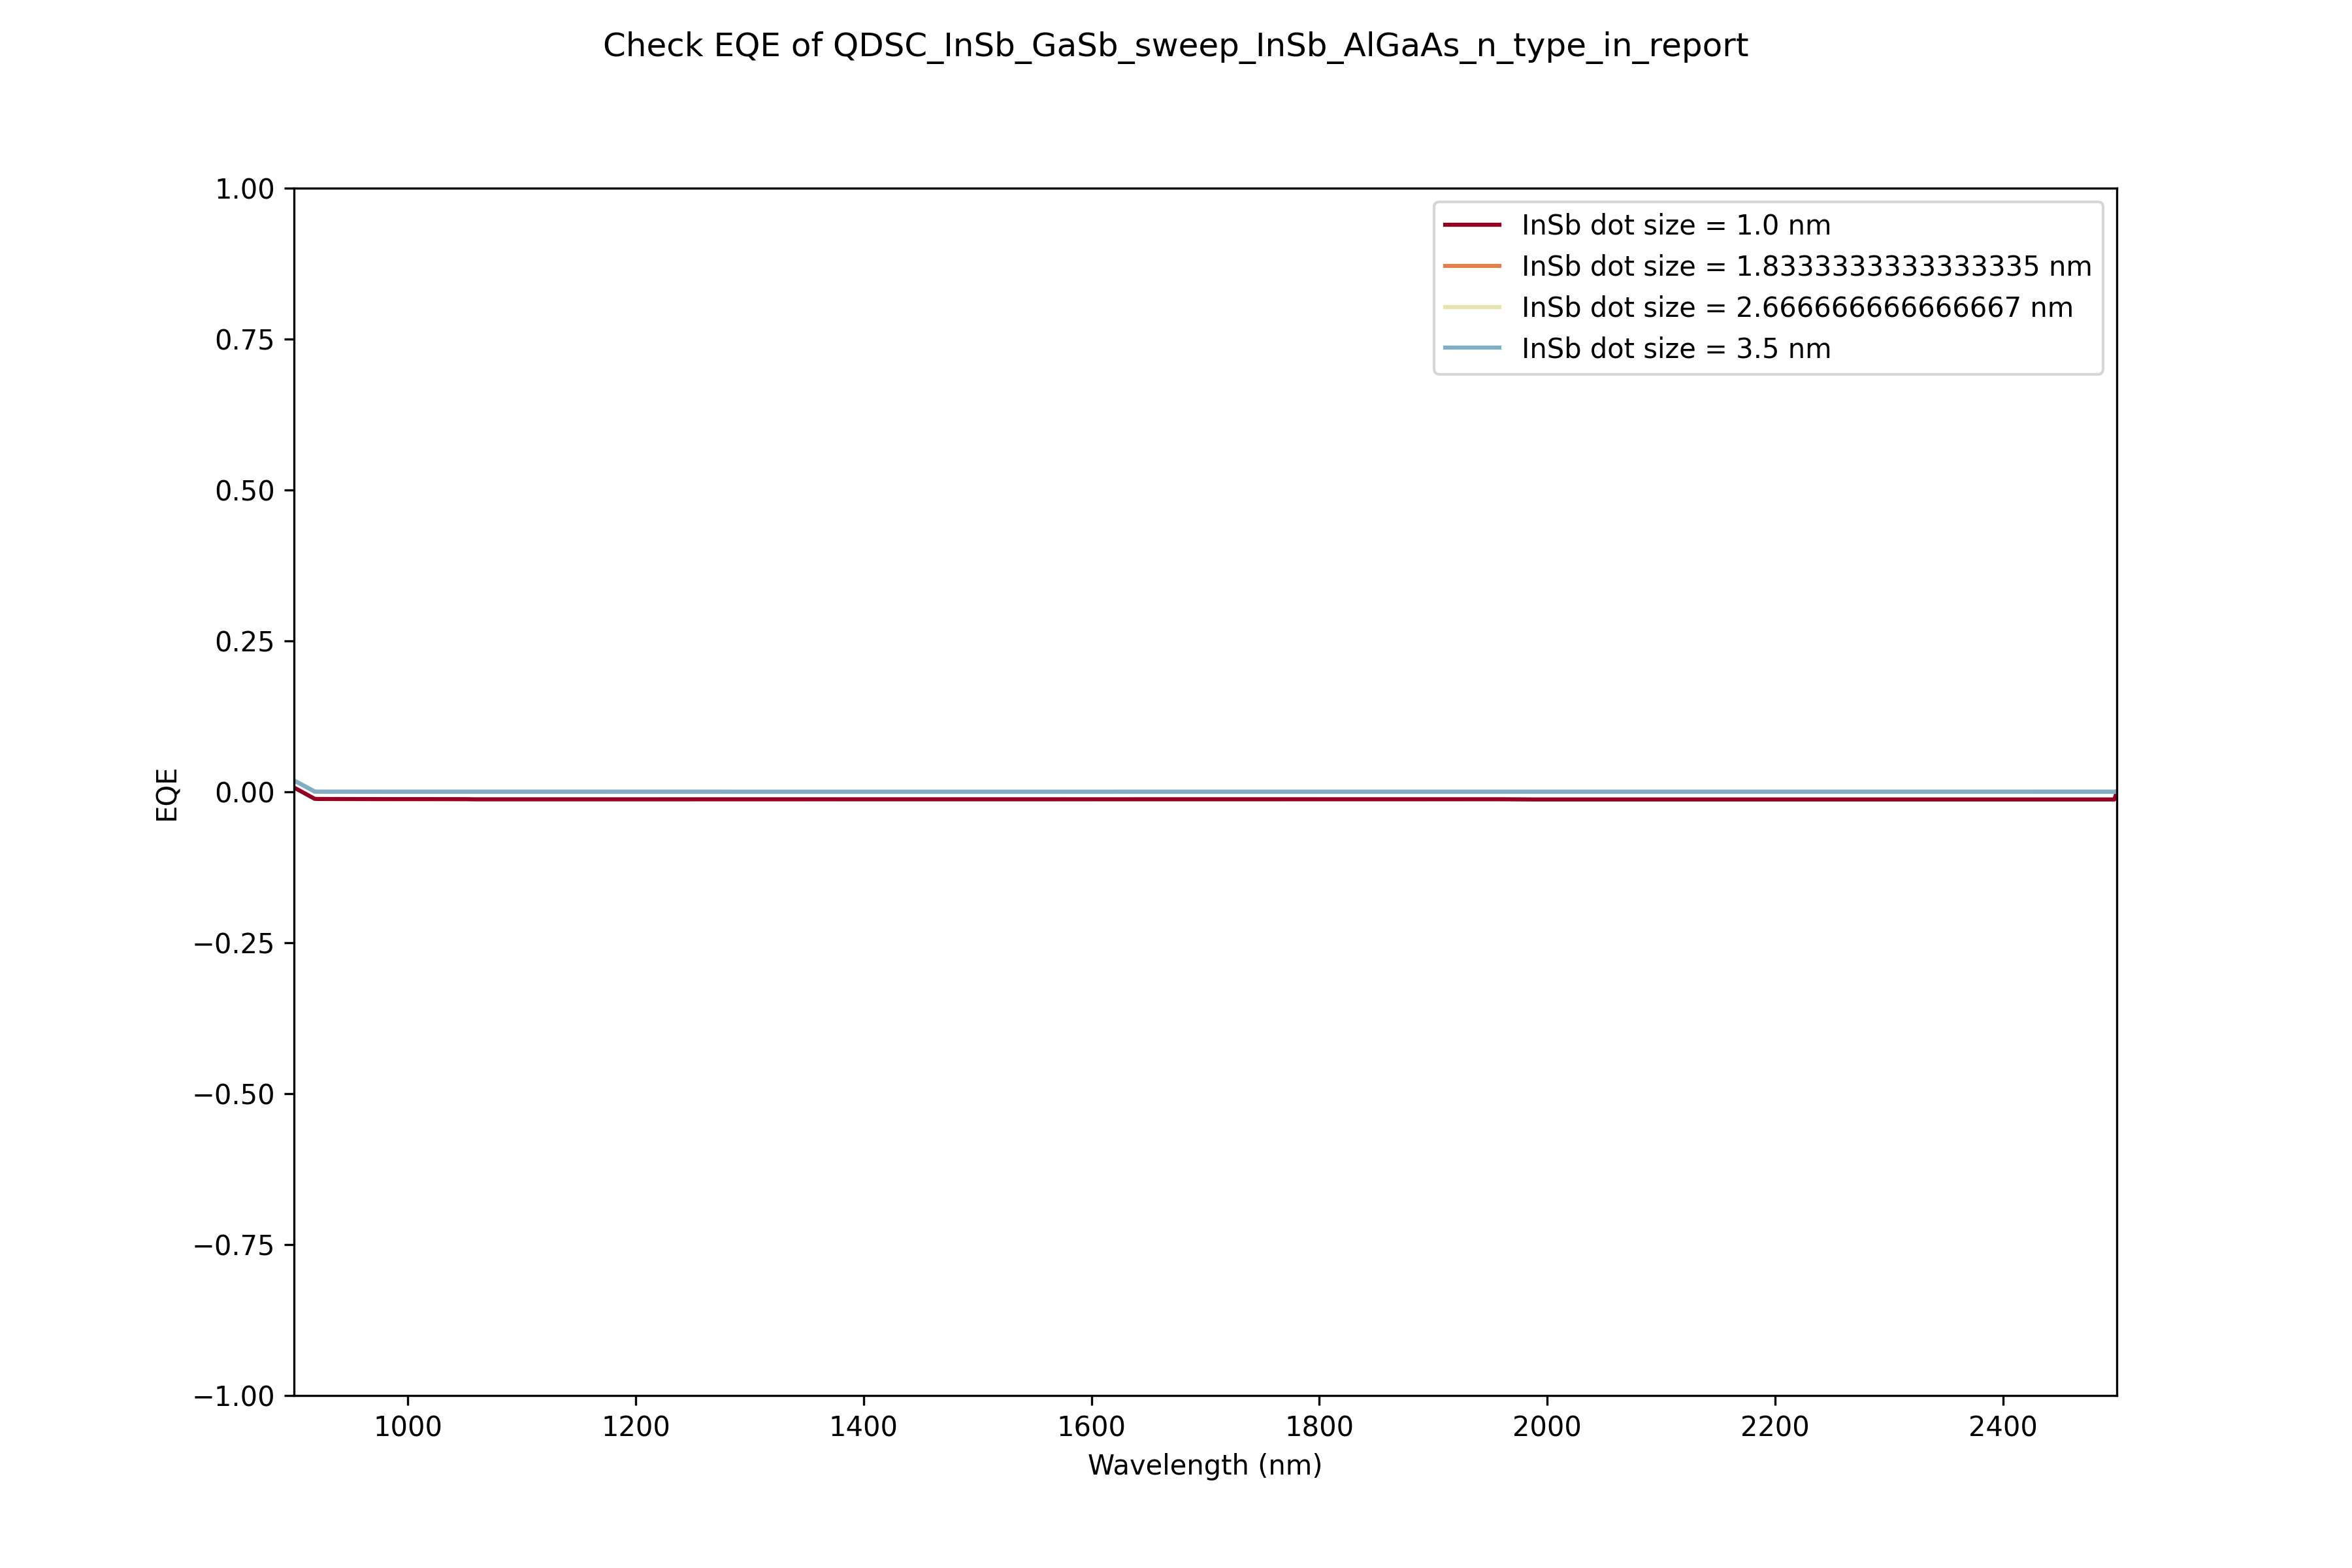 Check EQE of QDSC_InSb_GaSb_sweep_InSb_AlGaAs_n_type_in_report
1.00
0.75
0.50
0.25
0.00
−0.25
−0.50
−0.75
−1.00
EQE
InSb dot size = 1.0 nm
InSb dot size = 1.8333333333333335 nm
InSb dot size = 2.666666666666667 nm
InSb dot size = 3.5 nm
1000 1200 1400 1600 1800 2000 2200 2400
Wavelength (nm)